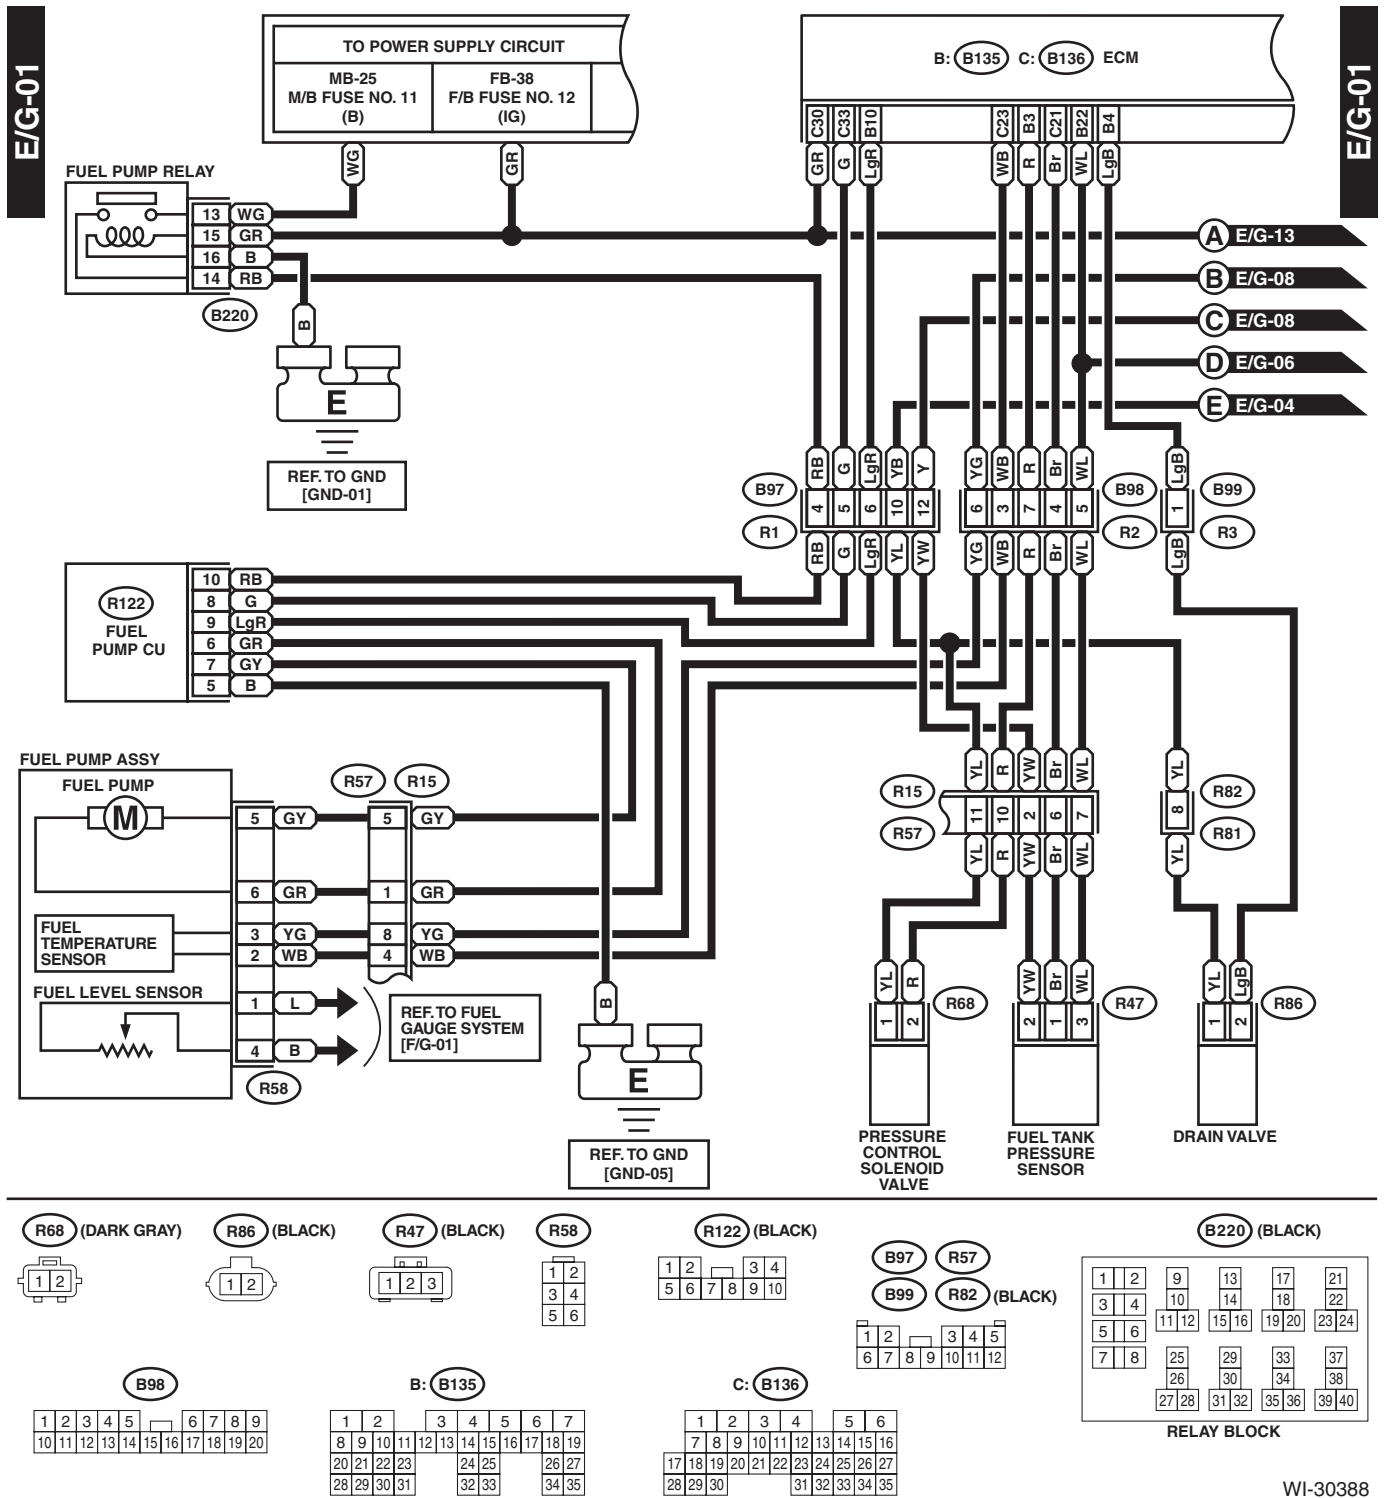 E/G-01
E/G-01
TO POWER SUPPLY CIRCUIT
MB-25
M/B FUSE NO. 11
(B)
FB-38
F/B FUSE NO. 12
(IG)
B: B135 C: B136 ECM
C30 C33 B10 C23 B3 C21 B22 B4
WG GR GR G LgR WB R Br WL LgB
FUEL PUMP RELAY
13 WG
15 GR
16 B
14 RB
B220
B
E
REF. TO GND
[GND-01]
A E/G-13
B E/G-08
C E/G-08
D E/G-06
E E/G-04
RB G LgR YB Y YG WB R Br WL LgB
B97 4 5 6 10 12 6 3 7 4 5 B98 1 B99
R1 R2 R3
RB G LgR YL YW YG WB R Br WL LgB
R122
FUEL
PUMP CU
10 RB
8 G
9 LgR
6 GR
7 GY
5 B
FUEL PUMP ASSY
FUEL PUMP
M
R57 R15
5 GY 5 GY
6 GR 1 GR
FUEL
TEMPERATURE
SENSOR
3 YG 8 YG
2 WB 4 WB
FUEL LEVEL SENSOR
1 L
4 B
R58
REF. TO FUEL
GAUGE SYSTEM
[F/G-01]
B
E
REF. TO GND
[GND-05]
YL R YW Br WL YL
R15 11 10 2 6 7 8 R82
R57 R81
YL R YW Br WL YL
YL R YW Br WL YL LgB
1 2 R68 2 1 3 R47 1 2 R86
PRESSURE
CONTROL
SOLENOID
VALVE
FUEL TANK
PRESSURE
SENSOR
DRAIN VALVE
R68 (DARK GRAY)
1 2
R86 (BLACK)
1 2
R47 (BLACK)
1 2 3
R58
1 2
3 4
5 6
R122 (BLACK)
1 2 3 4
5 6 7 8 9 10
B97 R57
B99 R82 (BLACK)
1 2 3 4 5
6 7 8 9 10 11 12
B220 (BLACK)
1 2 9 13 17 21
3 4 10 14 18 22
11 12 15 16 19 20 23 24
5 6
7 8 25 29 33 37
26 30 34 38
27 28 31 32 35 36 39 40
RELAY BLOCK
B98
1 2 3 4 5 6 7 8 9
10 11 12 13 14 15 16 17 18 19 20
B: B135
1 2 3 4 5 6 7
8 9 10 11 12 13 14 15 16 17 18 19
20 21 22 23 24 25 26 27
28 29 30 31 32 33 34 35
C: B136
1 2 3 4 5 6
7 8 9 10 11 12 13 14 15 16
17 18 19 20 21 22 23 24 25 26 27
28 29 30 31 32 33 34 35
WI-30388